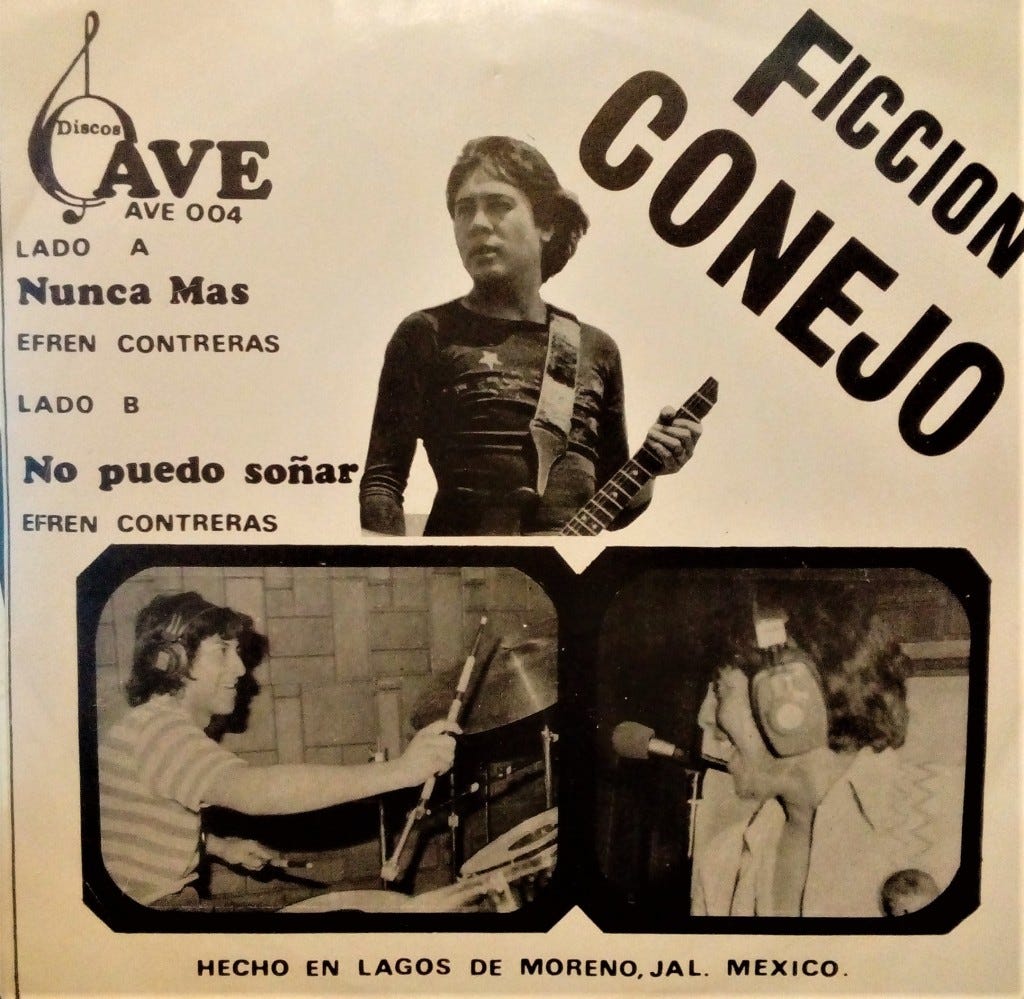 Discos
AVE
AVE 004
LADO A
Nunca Mas
EFREN CONTRERAS
LADO B
No puedo soñar
EFREN CONTRERAS
FICCION
CONEJO
HECHO EN LAGOS DE MORENO, JAL. MEXICO.